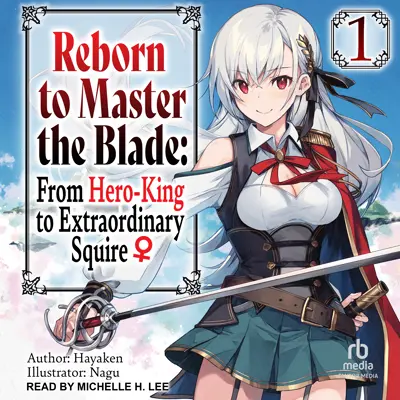 Reborn
to Master
the Blade:
From Hero-King
to Extraordinary
Squire ♀
1
Author: Hayaken
Illustrator: Nagu
READ BY MICHELLE H. LEE
rb
media